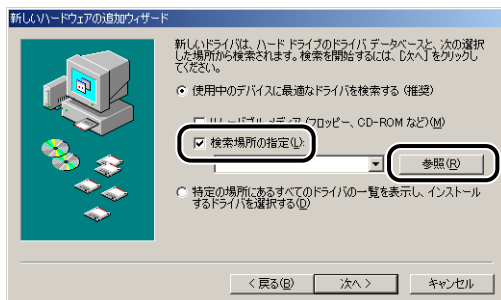 新しいハードウェアの追加ウィザード
新しいドライバは、ハード ドライブのドライバ データベースと、次の選択
した場所から検索されます。検索を開始するには、[次へ] をクリックし
てください。
使用中のデバイスに最適なドライバを検索する (推奨)
リムーバブル メディア (フロッピー、CD-ROM など)(M)
検索場所の指定(L):
参照(R)
特定の場所にあるすべてのドライバの一覧を表示し、インストール
するドライバを選択する(D)
< 戻る(B)
次へ >
キャンセル